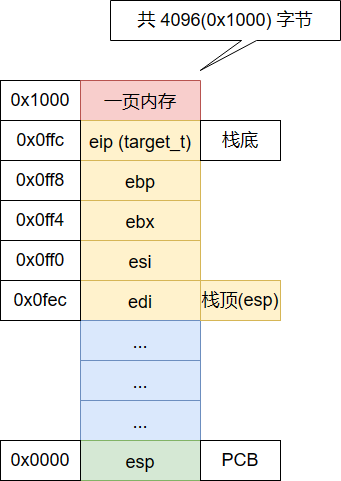 共 4096(0x1000) 字节
0x1000 一页内存
0x0ffc eip (target_t) 栈底
0x0ff8 ebp
0x0ff4 ebx
0x0ff0 esi
0x0fec edi 栈顶(esp)
...
...
...
0x0000 esp PCB